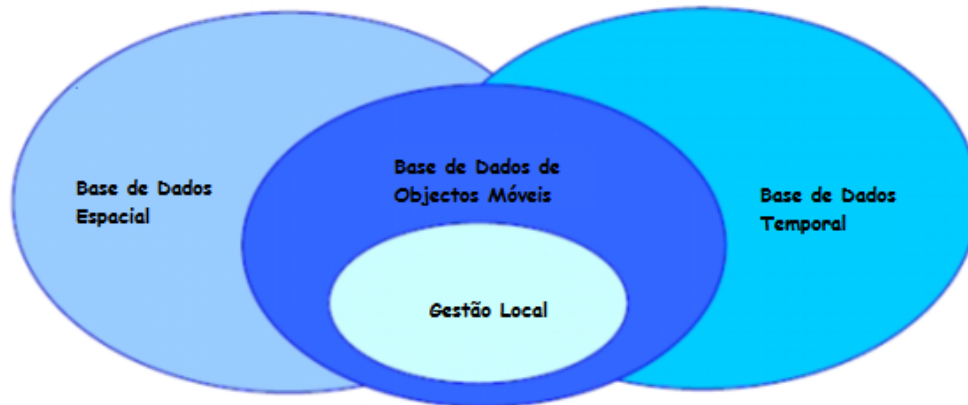 Base de Dados
Espacial
Base de Dados de
Objectos Móveis
Base de Dados
Temporal
Gestão Local